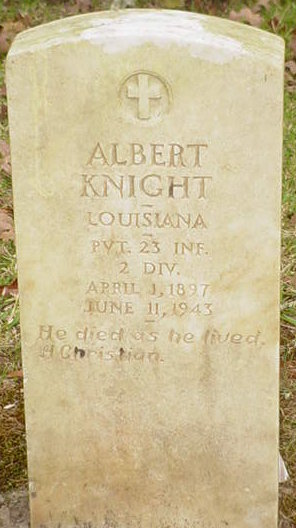 ALBERT
KNIGHT
LOUISIANA
PVT. 23 INF.
2 DIV.
APRIL 1, 1897
JUNE 11, 1943
He died as he lived.
A Christian.